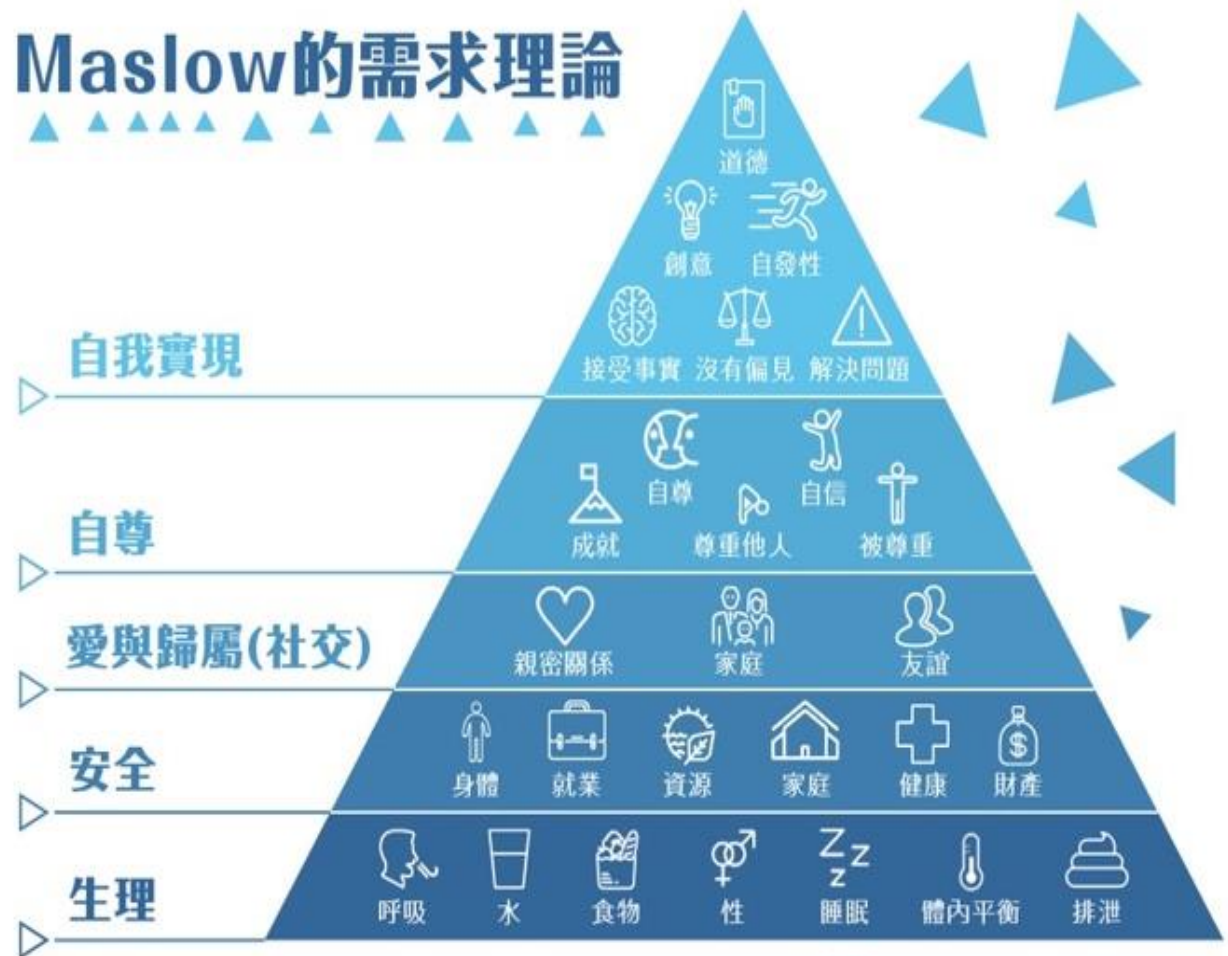 Maslow的需求理論
道德
創意 自發性
接受事實 沒有偏見 解決問題
自我實現
自尊 自信
成就 尊重他人 被尊重
自尊
親密關係 家庭 友誼
愛與歸屬(社交)
身體 就業 資源 家庭 健康 財產
安全
呼吸 水 食物 性 睡眠 體內平衡 排泄
生理